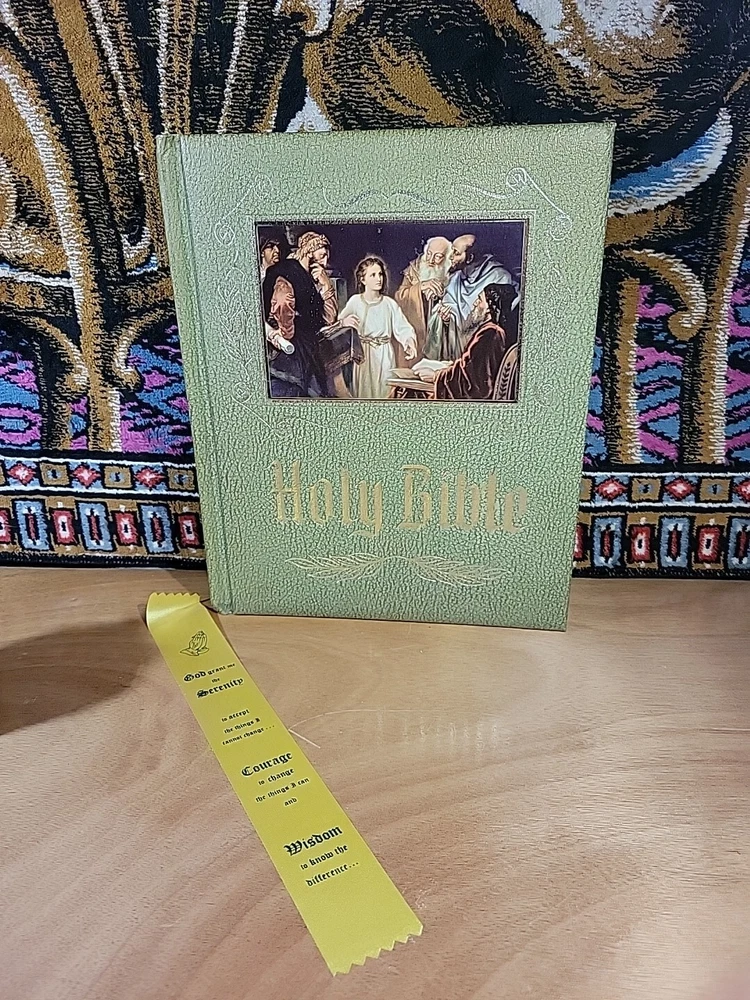 Holy Bible
God grant me
the
Serenity
to accept
the things I
cannot change...
Courage
to change
the things I can
and
Wisdom
to know the
difference...